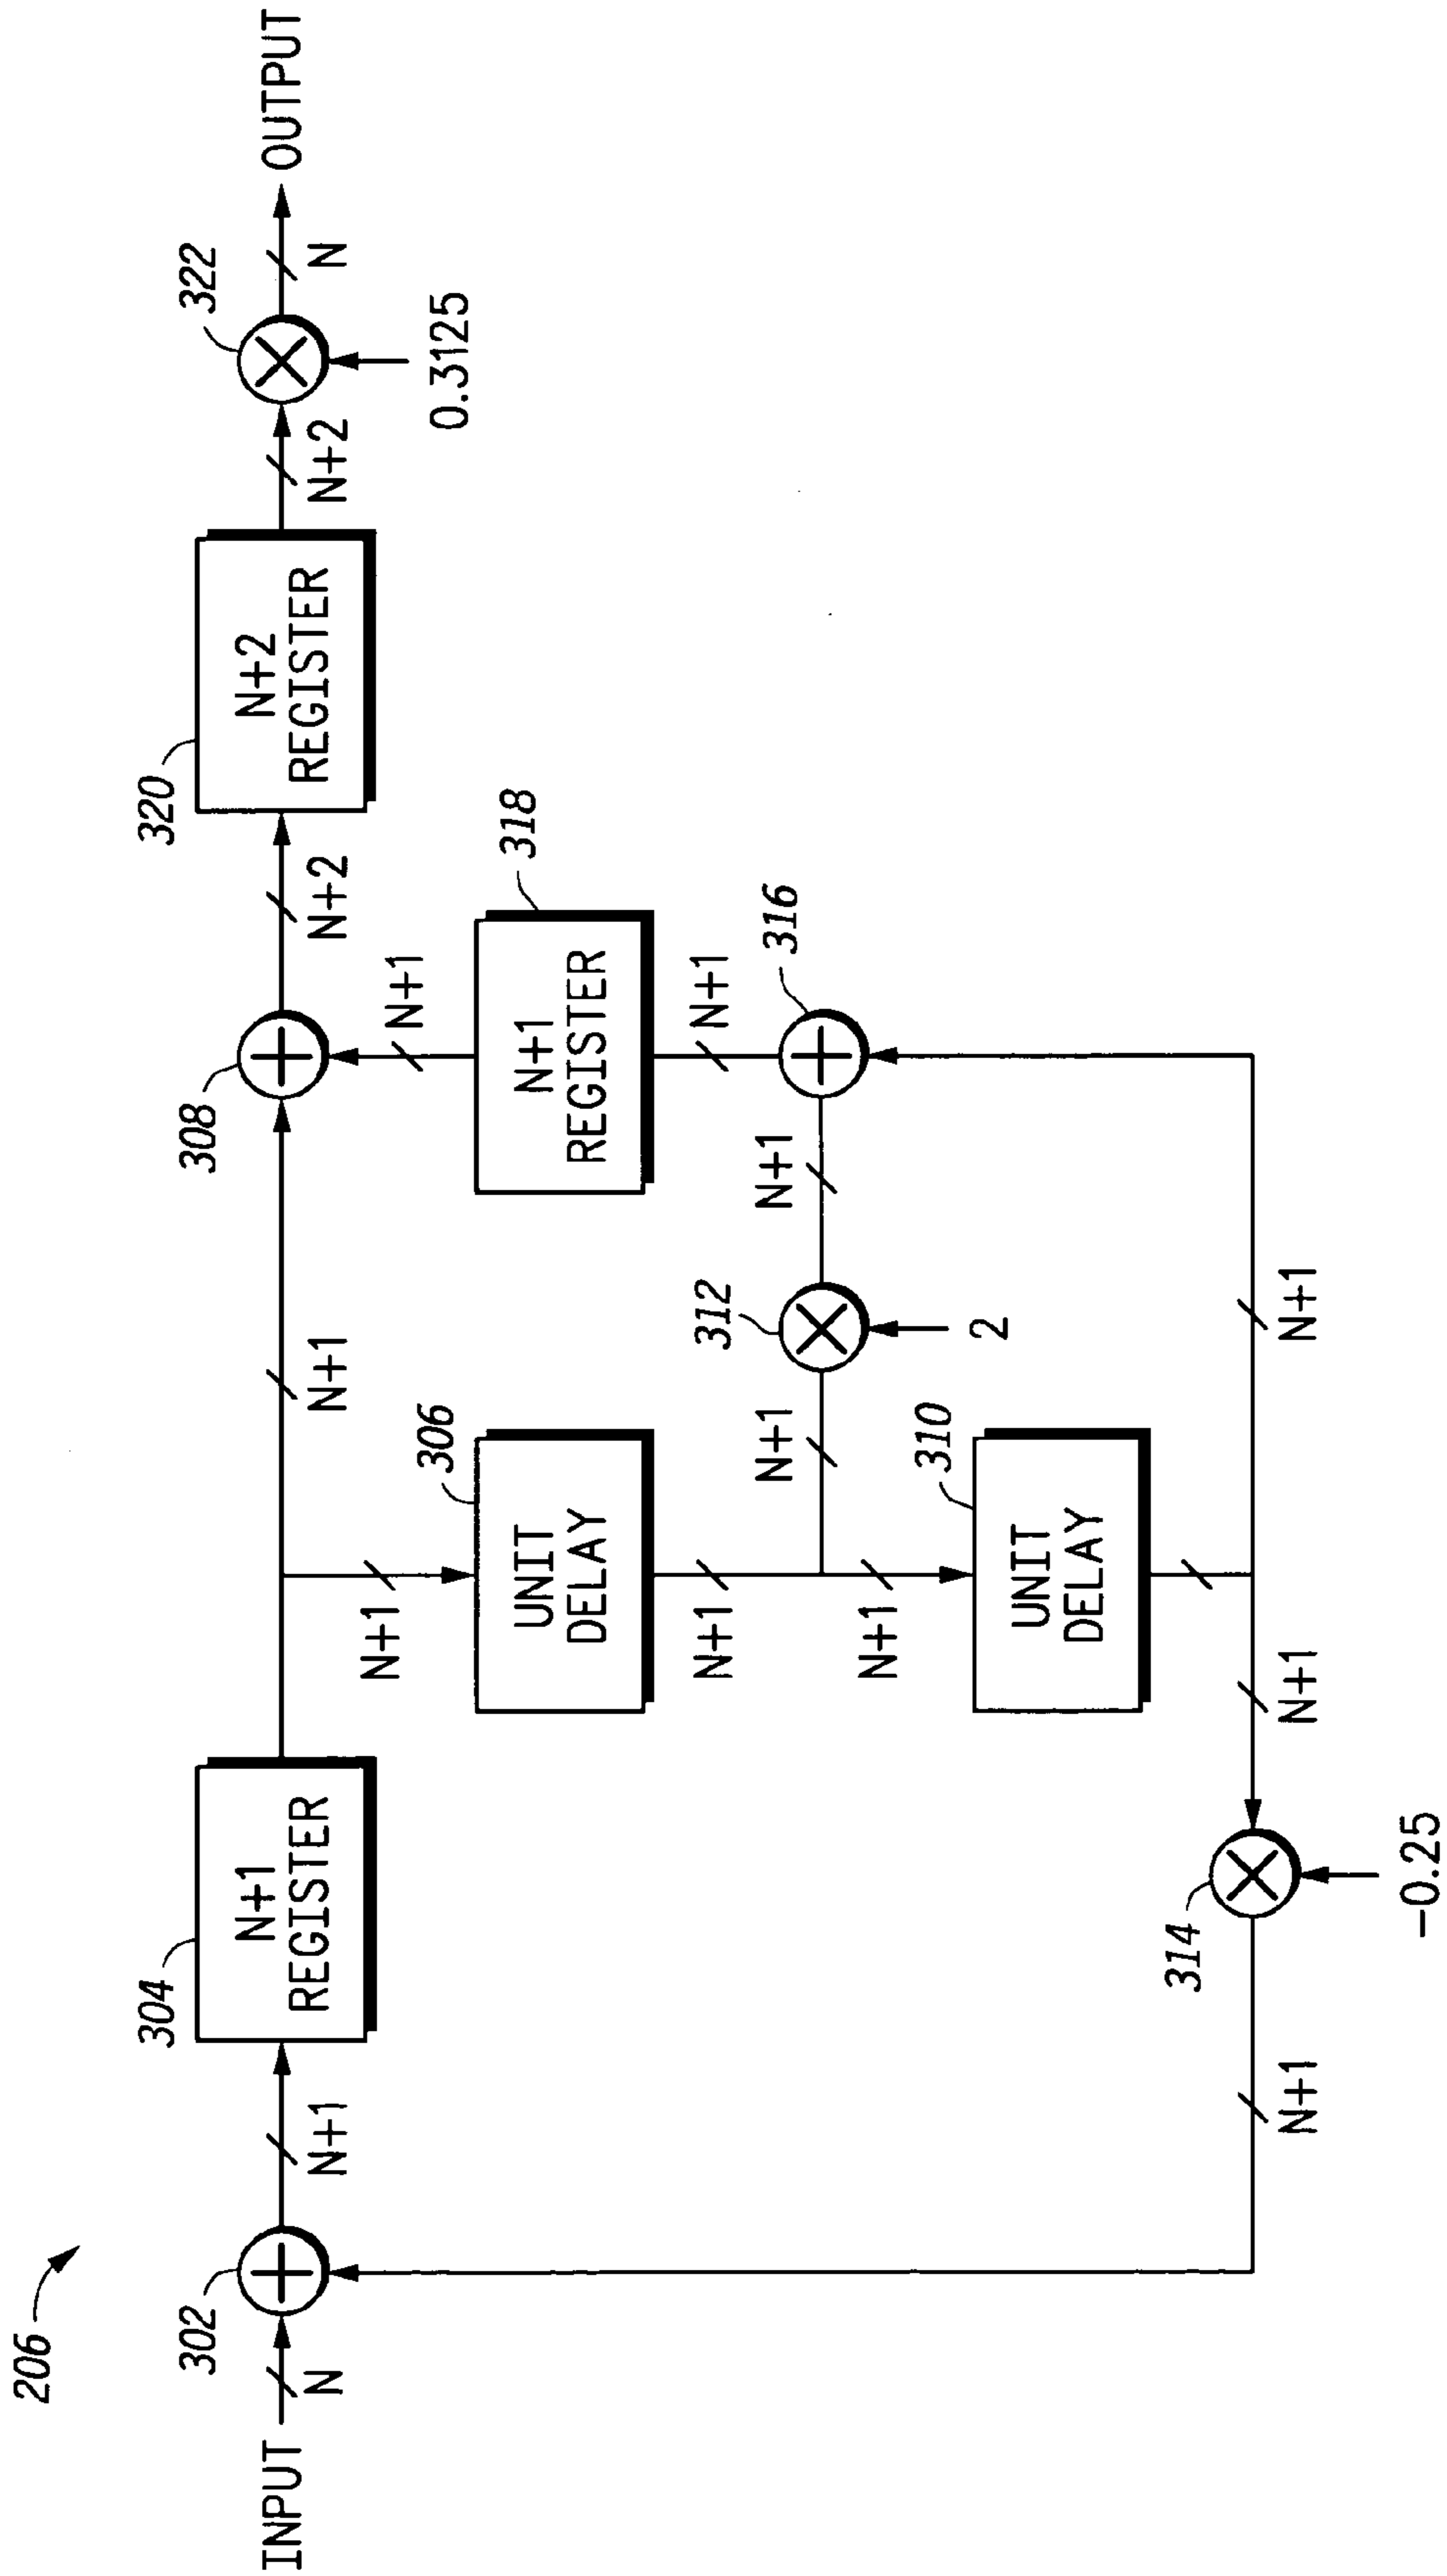 206
INPUT
N
302
N+1
304
N+1
REGISTER
N+1
308
N+2
320
N+2
REGISTER
N+2
322
0.3125
N
OUTPUT
N+1
306
UNIT
DELAY
N+1
N+1
312
2
N+1
316
N+1
318
N+1
REGISTER
N+1
N+1
310
UNIT
DELAY
N+1
N+1
314
-0.25
N+1